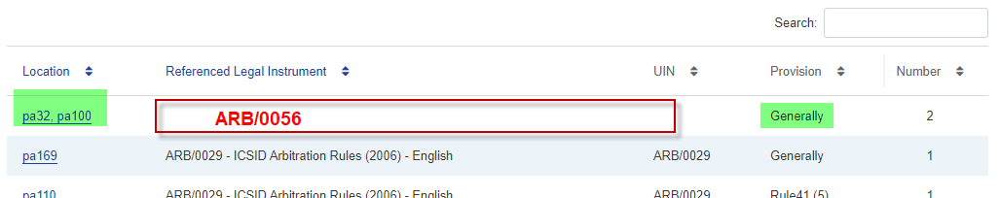 Search:
Location Referenced Legal Instrument UIN Provision Number
pa32, pa100 ARB/0056 Generally 2
pa169 ARB/0029 - ICSID Arbitration Rules (2006) - English ARB/0029 Generally 1
pa110 ARB/0029 - ICSID Arbitration Rules (2006) - English ARB/0029 Rule41 (5) 1